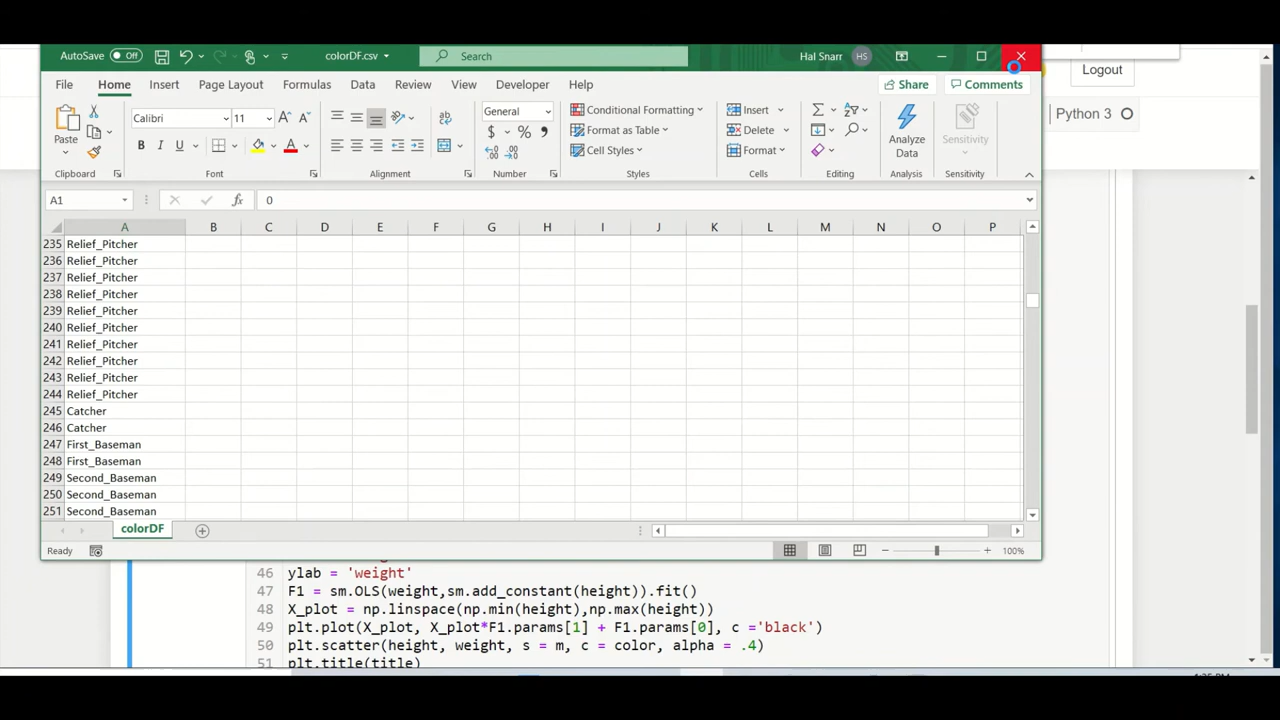 AutoSave Off colorDF.csv Search Hal Snarr HS
Logout
File Home Insert Page Layout Formulas Data Review View Developer Help Share Comments
Python 3
Paste Calibri 11 General Conditional Formatting Insert
Format as Table Delete Analyze Data Sensitivity
B I U $ % Cell Styles Format
Clipboard Font Alignment Number Styles Cells Editing Analysis Sensitivity
A1 0
A B C D E F G H I J K L M N O P
235 Relief_Pitcher
236 Relief_Pitcher
237 Relief_Pitcher
238 Relief_Pitcher
239 Relief_Pitcher
240 Relief_Pitcher
241 Relief_Pitcher
242 Relief_Pitcher
243 Relief_Pitcher
244 Relief_Pitcher
245 Catcher
246 Catcher
247 First_Baseman
248 First_Baseman
249 Second_Baseman
250 Second_Baseman
251 Second_Baseman
colorDF
Ready 100%
46 ylab = 'weight'
47 F1 = sm.OLS(weight,sm.add_constant(height)).fit()
48 X_plot = np.linspace(np.min(height),np.max(height))
49 plt.plot(X_plot, X_plot*F1.params[1] + F1.params[0], c ='black')
50 plt.scatter(height, weight, s = m, c = color, alpha = .4)
51 plt.title(title)